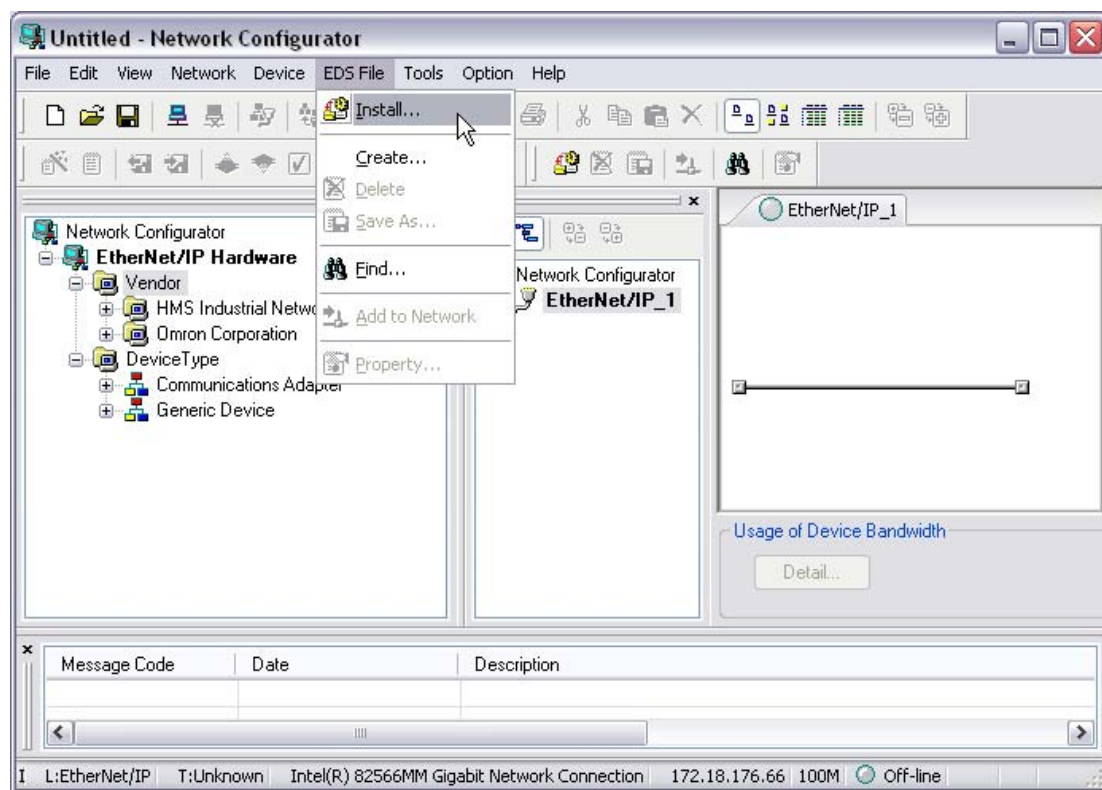 Untitled - Network Configurator
File Edit View Network Device EDS File Tools Option Help
Install...
Create...
Delete
Save As...
Find...
Add to Network
Property...
Network Configurator
EtherNet/IP Hardware
Vendor
HMS Industrial Netwo
Omron Corporation
DeviceType
Communications Adapter
Generic Device
Network Configurator
EtherNet/IP_1
EtherNet/IP_1
Usage of Device Bandwidth
Detail...
Message Code Date Description
I L:EtherNet/IP T:Unknown Intel(R) 82566MM Gigabit Network Connection 172.18.176.66 100M Off-line